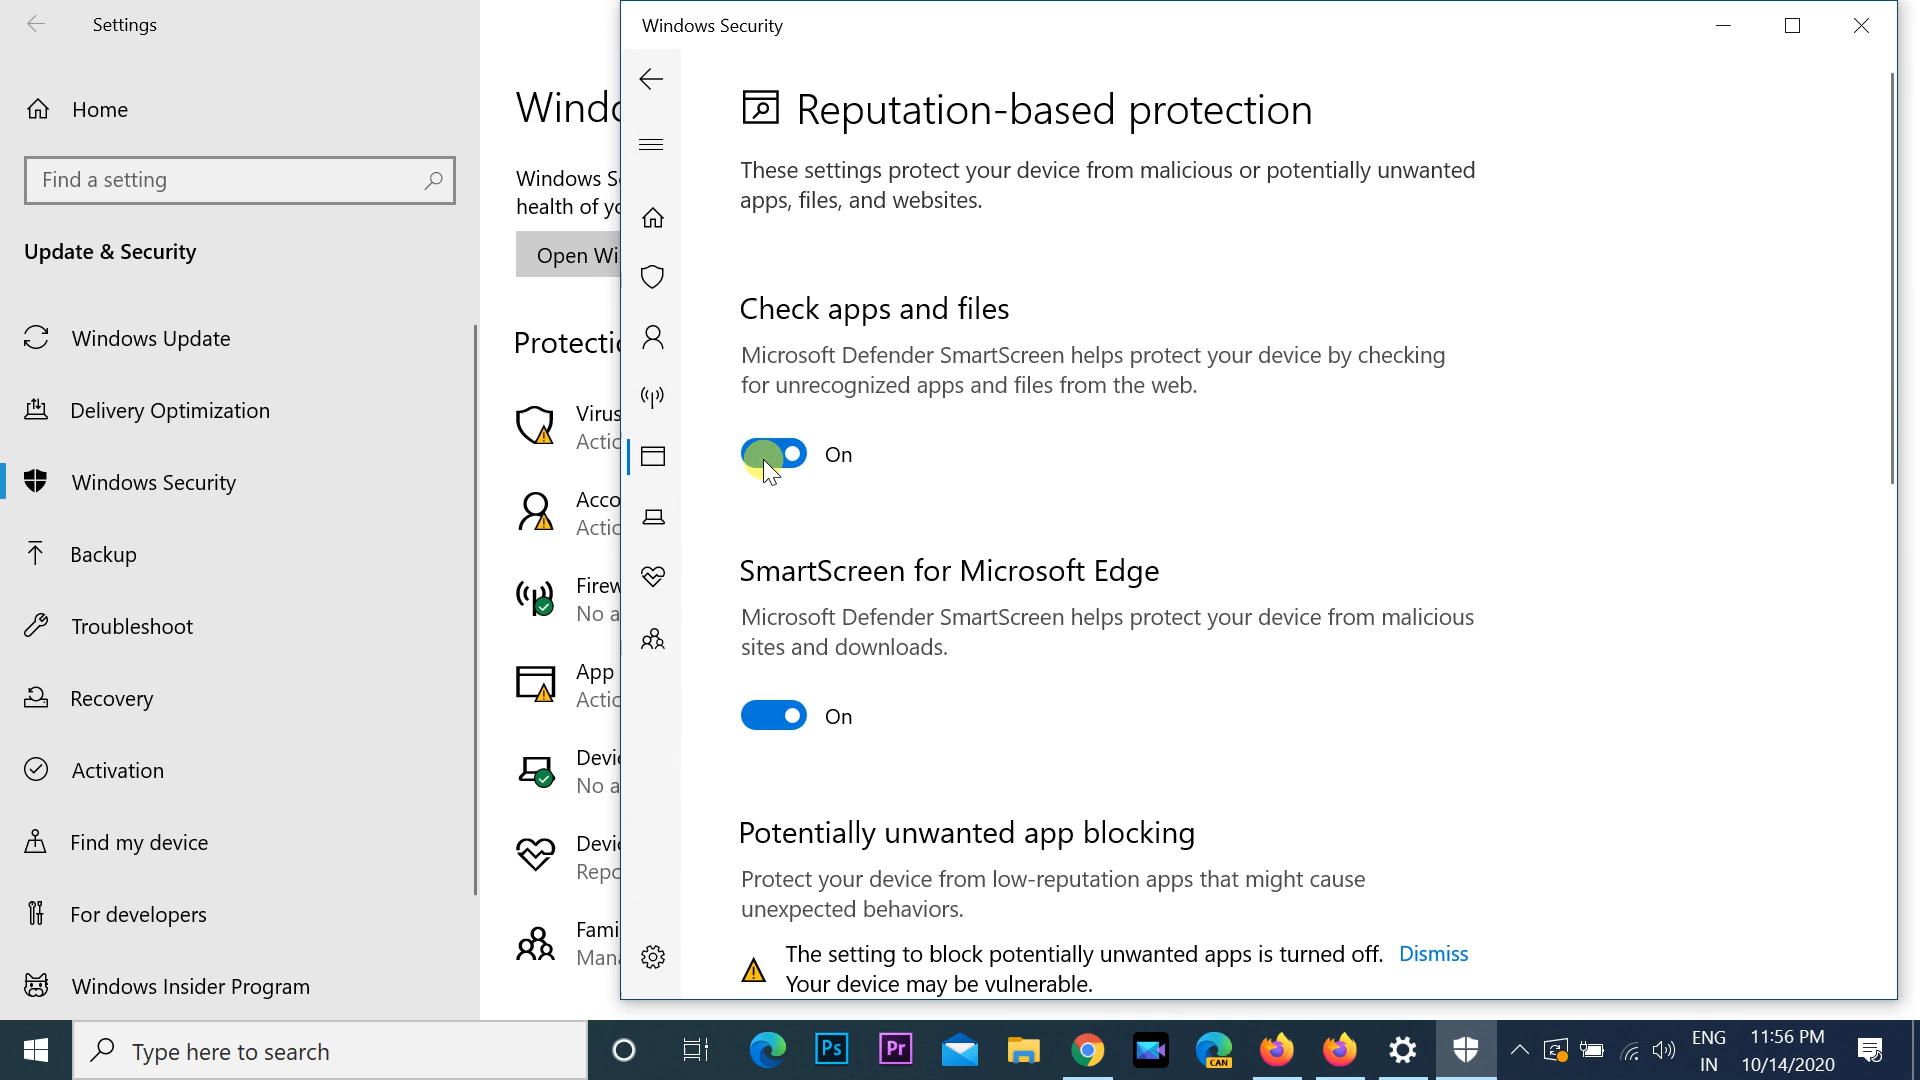 Settings
Home
Find a setting
Update & Security
Windows Update
Delivery Optimization
Windows Security
Backup
Troubleshoot
Recovery
Activation
Find my device
For developers
Windows Insider Program
Windows S
health of yo
Open Wi
Protectio
Virus
Actio
Acco
Actio
Firew
No a
App
Actio
Devic
No a
Devic
Repo
Fami
Mana
Windows Security
Reputation-based protection
These settings protect your device from malicious or potentially unwanted
apps, files, and websites.
Check apps and files
Microsoft Defender SmartScreen helps protect your device by checking
for unrecognized apps and files from the web.
On
SmartScreen for Microsoft Edge
Microsoft Defender SmartScreen helps protect your device from malicious
sites and downloads.
On
Potentially unwanted app blocking
Protect your device from low-reputation apps that might cause
unexpected behaviors.
The setting to block potentially unwanted apps is turned off. Dismiss
Your device may be vulnerable.
Type here to search
Ps
Pr
CAN
ENG
IN
11:56 PM
10/14/2020